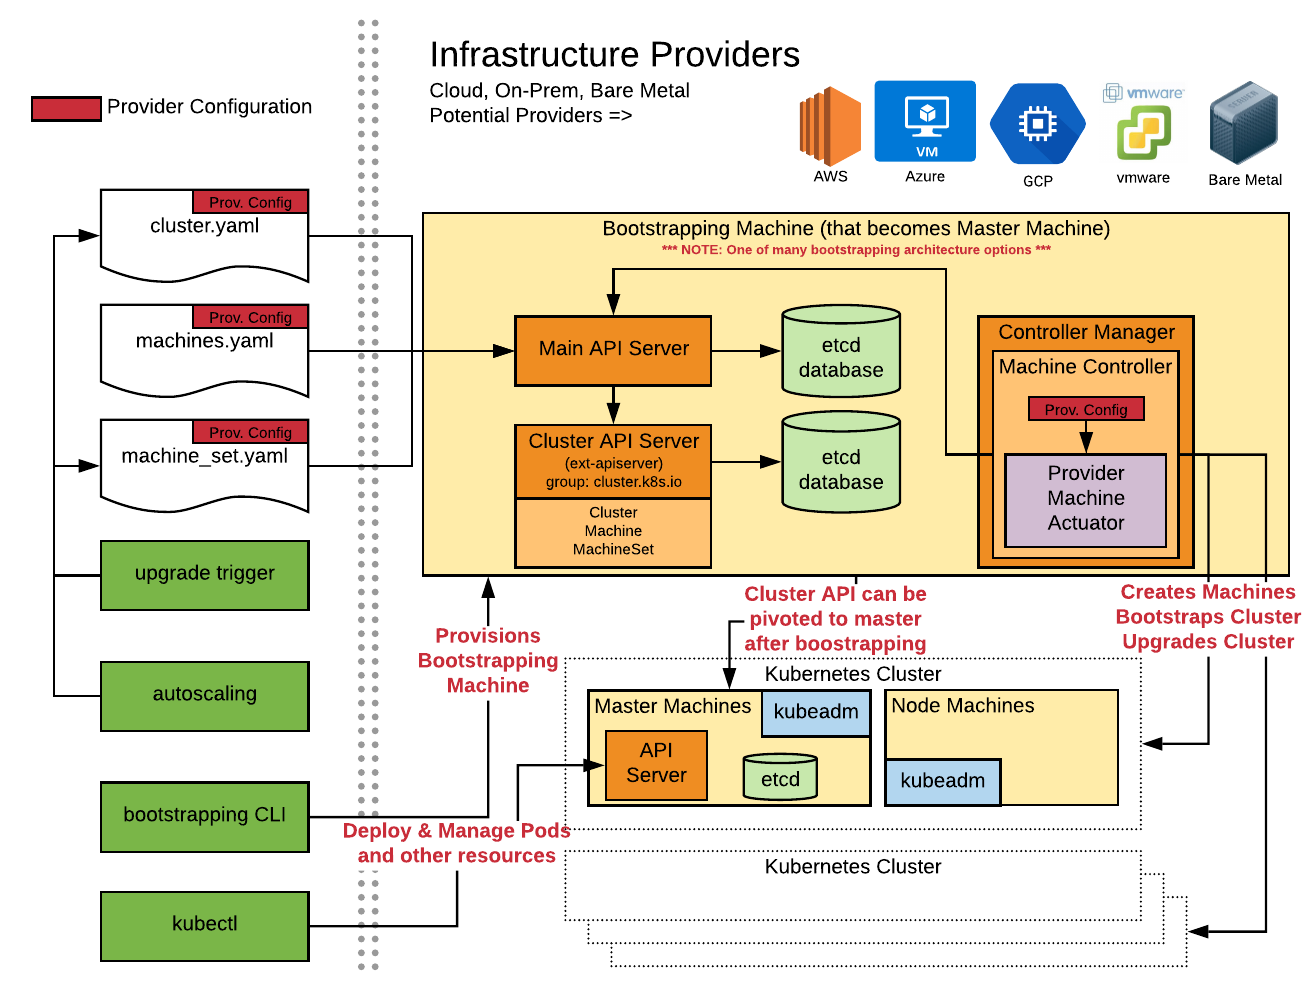 Infrastructure Providers
Cloud, On-Prem, Bare Metal
Potential Providers =>
Provider Configuration
vmware
VM
SERVER
AWS
Azure
GCP
vmware
Bare Metal
Prov. Config
cluster.yaml
Prov. Config
machines.yaml
Prov. Config
machine_set.yaml
upgrade trigger
autoscaling
bootstrapping CLI
kubectl
Bootstrapping Machine (that becomes Master Machine)
*** NOTE: One of many bootstrapping architecture options ***
Main API Server
etcd
database
Cluster API Server
(ext-apiserver)
group: cluster.k8s.io
Cluster
Machine
MachineSet
etcd
database
Controller Manager
Machine Controller
Prov. Config
Provider
Machine
Actuator
Provisions
Bootstrapping
Machine
Cluster API can be
pivoted to master
after boostrapping
Creates Machines
Bootstraps Cluster
Upgrades Cluster
Kubernetes Cluster
Master Machines
kubeadm
API
Server
etcd
Node Machines
kubeadm
Deploy & Manage Pods
and other resources
Kubernetes Cluster